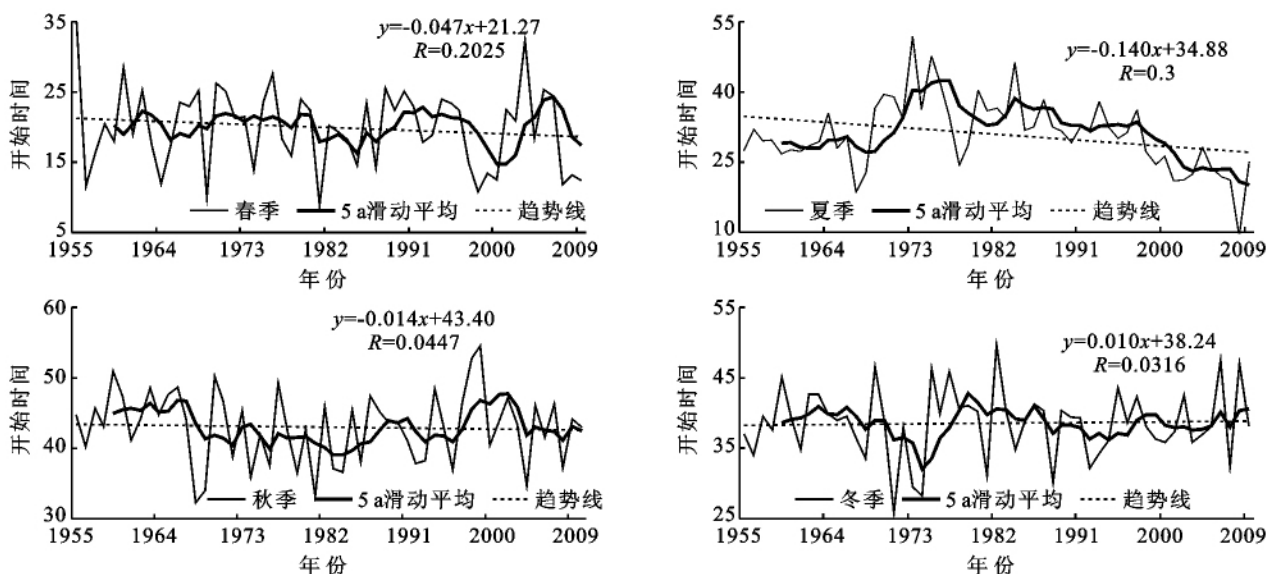 35
25
15
5
开始时间
y=-0.047x+21.27
R=0.2025
春季 5 a滑动平均 趋势线
1955 1964 1973 1982 1991 2000 2009
年份
55
40
25
10
开始时间
y=-0.140x+34.88
R=0.3
夏季 5 a滑动平均 趋势线
1955 1964 1973 1982 1991 2000 2009
年份
60
50
40
30
开始时间
y=-0.014x+43.40
R=0.0447
秋季 5 a滑动平均 趋势线
1955 1964 1973 1982 1991 2000 2009
年份
55
45
35
25
开始时间
y=0.010x+38.24
R=0.0316
冬季 5 a滑动平均 趋势线
1955 1964 1973 1982 1991 2000 2009
年份